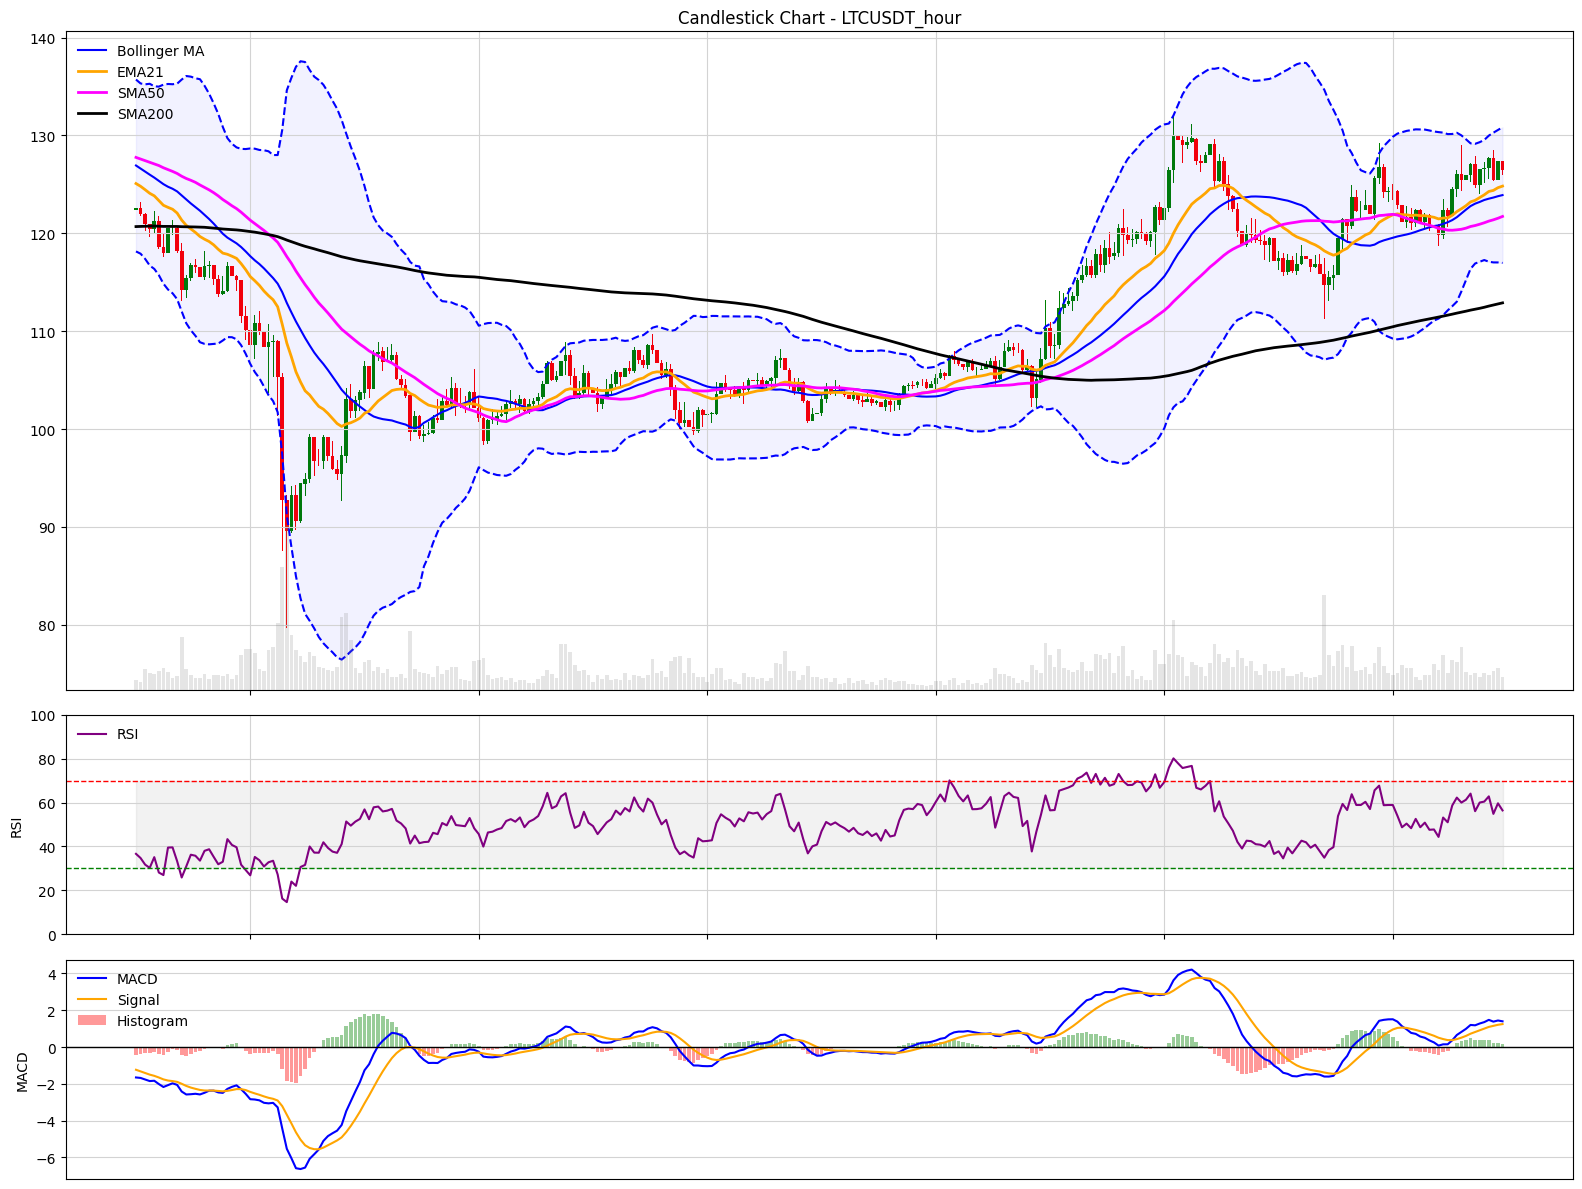 Candlestick Chart - LTCUSDT_hour
Bollinger MA
EMA21
SMA50
SMA200
140
130
120
110
100
90
80
RSI
100
80
60
40
20
0
RSI
MACD
Signal
Histogram
4
2
0
−2
−4
−6
MACD